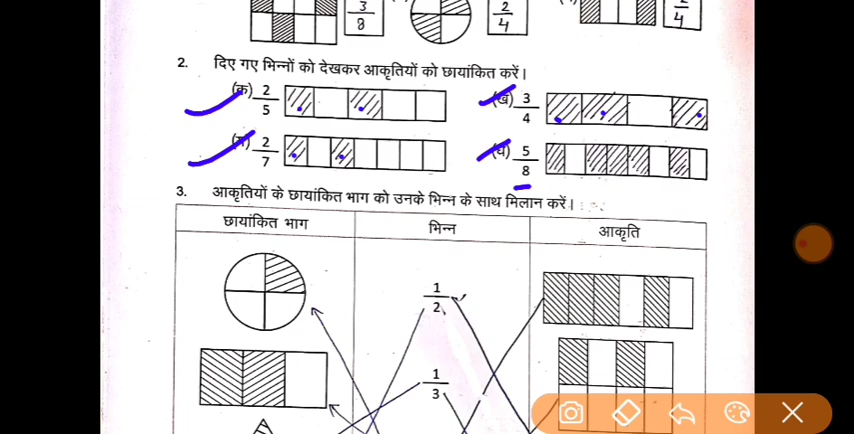 3/8 2/4 /4
2. दिए गए भिन्नों को देखकर आकृतियों को छायांकित करें।
(क) 2/5 (ख) 3/4
(ग) 2/7 (घ) 5/8
3. आकृतियों के छायांकित भाग को उनके भिन्न के साथ मिलान करें।
छायांकित भाग भिन्न आकृति
1/2
1/3